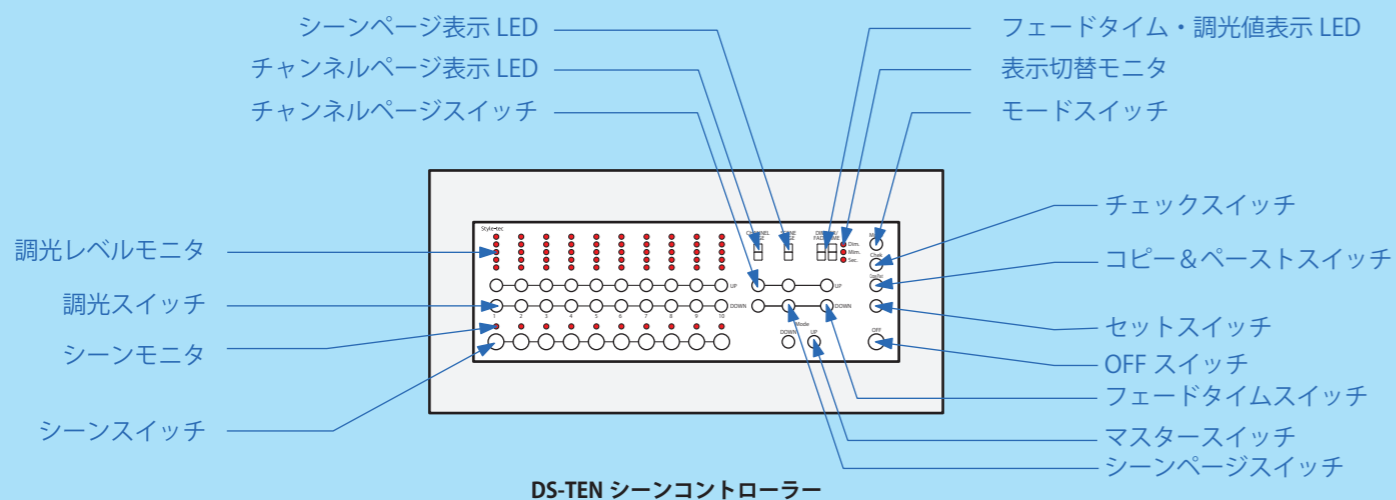 シーンページ表示 LED
チャンネルページ表示 LED
チャンネルページスイッチ
フェードタイム・調光値表示 LED
表示切替モニタ
モードスイッチ
調光レベルモニタ
調光スイッチ
シーンモニタ
シーンスイッチ
チェックスイッチ
コピー＆ペーストスイッチ
セットスイッチ
OFF スイッチ
フェードタイムスイッチ
マスタースイッチ
シーンページスイッチ
Style-tec
CHANNEL
Dim.
Sec.
UP
UP
DOWN
DOWN
1 2 3 4 5 6 7 8 9 10
Mode
DOWN UP
OFF
DS-TEN シーンコントローラー